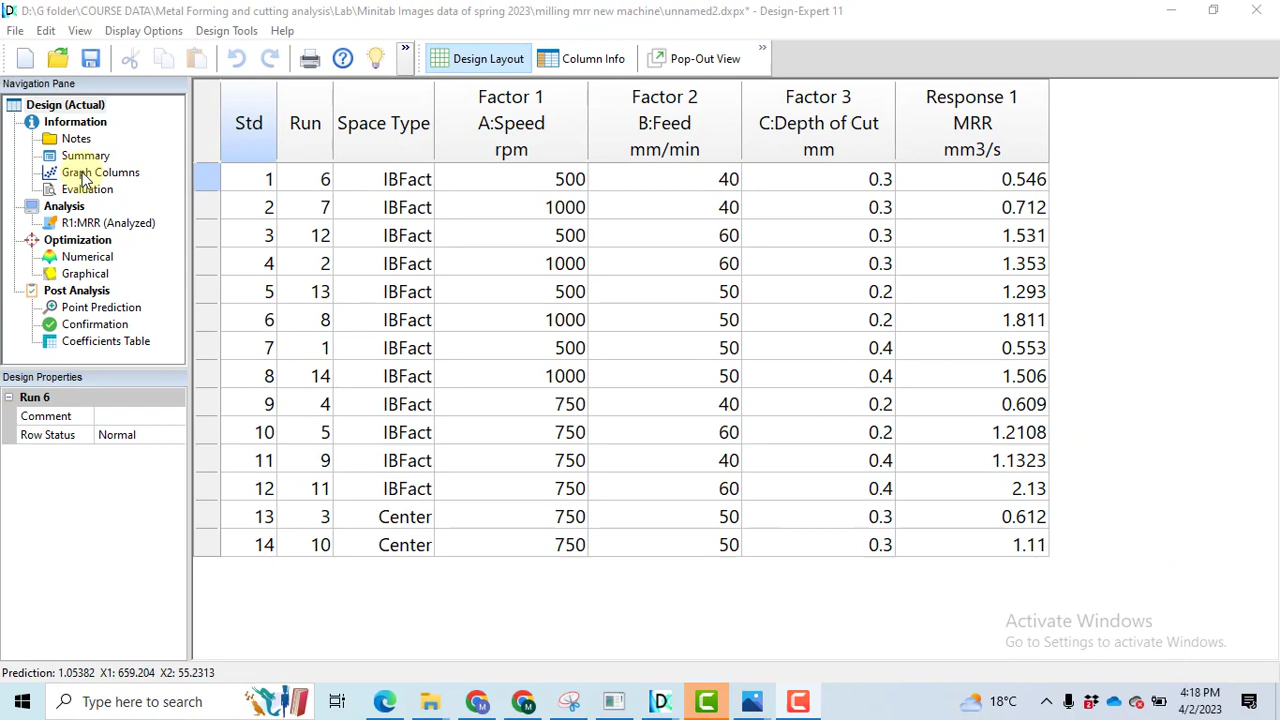 D:\G folder\COURSE DATA\Metal Forming and cutting analysis\Lab\Minitab Images data of spring 2023\milling mrr new machine\unnamed2.dxpx* - Design-Expert 11
File Edit View Display Options Design Tools Help
» Design Layout Column Info Pop-Out View »
Navigation Pane
Design (Actual)
Information
Notes
Summary
Graph Columns
Evaluation
Analysis
R1:MRR (Analyzed)
Optimization
Numerical
Graphical
Post Analysis
Point Prediction
Confirmation
Coefficients Table
Design Properties
Run 6
Comment
Row Status Normal
Factor 1 Factor 2 Factor 3 Response 1
Std Run Space Type A:Speed B:Feed C:Depth of Cut MRR
rpm mm/min mm mm3/s
1 6 IBFact 500 40 0.3 0.546
2 7 IBFact 1000 40 0.3 0.712
3 12 IBFact 500 60 0.3 1.531
4 2 IBFact 1000 60 0.3 1.353
5 13 IBFact 500 50 0.2 1.293
6 8 IBFact 1000 50 0.2 1.811
7 1 IBFact 500 50 0.4 0.553
8 14 IBFact 1000 50 0.4 1.506
9 4 IBFact 750 40 0.2 0.609
10 5 IBFact 750 60 0.2 1.2108
11 9 IBFact 750 40 0.4 1.1323
12 11 IBFact 750 60 0.4 2.13
13 3 Center 750 50 0.3 0.612
14 10 Center 750 50 0.3 1.11
Activate Windows
Go to Settings to activate Windows.
Prediction: 1.05382 X1: 659.204 X2: 55.2313
Type here to search
18°C
4:18 PM
4/2/2023